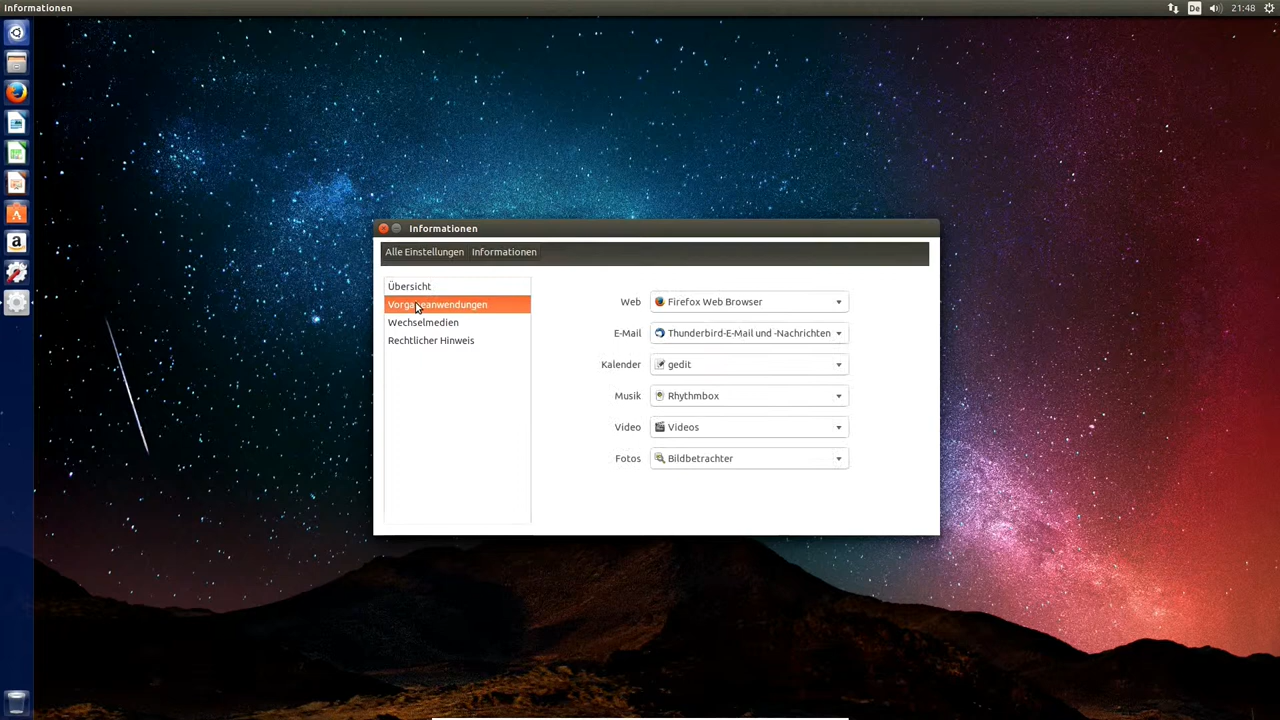 Informationen
De
21:48
Informationen
Alle Einstellungen Informationen
Übersicht
Vorgabeanwendungen
Wechselmedien
Rechtlicher Hinweis
Web Firefox Web Browser
E-Mail Thunderbird-E-Mail und -Nachrichten
Kalender gedit
Musik Rhythmbox
Video Videos
Fotos Bildbetrachter